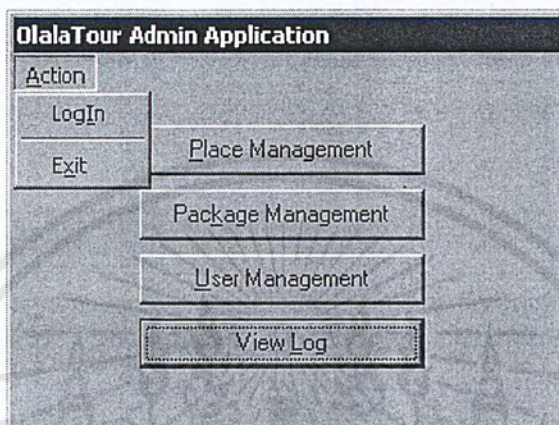 OlalaTour Admin Application
Action
LogIn
Exit
Place Management
Package Management
User Management
View Log